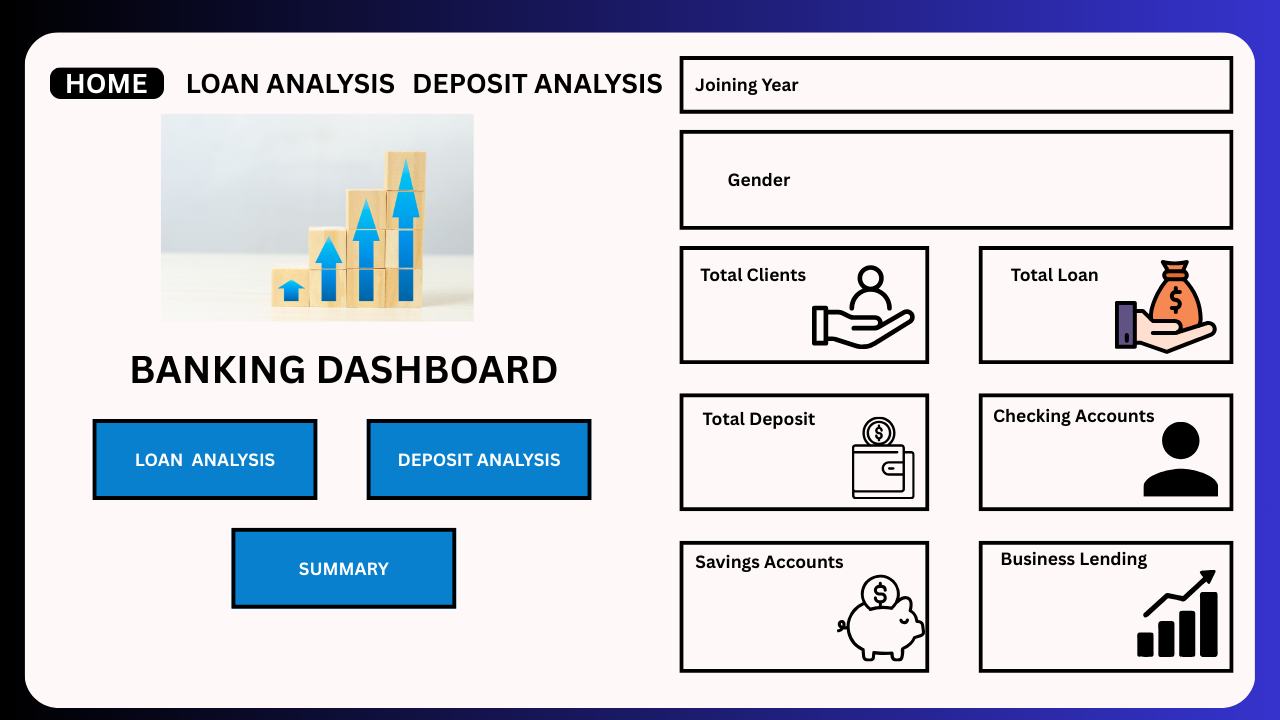 HOME LOAN ANALYSIS DEPOSIT ANALYSIS
Joining Year
Gender
Total Clients
$
Total Loan
$
BANKING DASHBOARD
Total Deposit
$
Checking Accounts
LOAN ANALYSIS
DEPOSIT ANALYSIS
SUMMARY
Savings Accounts
$
Business Lending